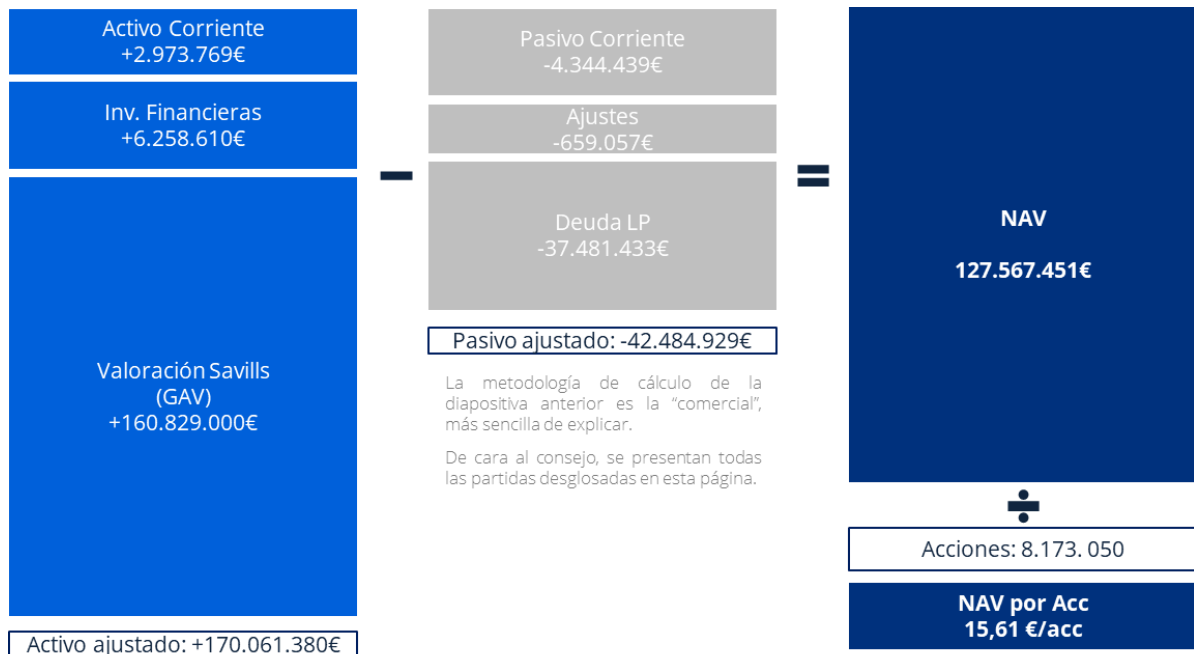 Activo Corriente
+2.973.769€
Inv. Financieras
+6.258.610€
Valoración Savills
(GAV)
+160.829.000€
Activo ajustado: +170.061.380€
Pasivo Corriente
-4.344.439€
Ajustes
-659.057€
Deuda LP
-37.481.433€
Pasivo ajustado: -42.484.929€
La metodología de cálculo de la
diapositiva anterior es la “comercial”,
más sencilla de explicar.
De cara al consejo, se presentan todas
las partidas desglosadas en esta página.
NAV
127.567.451€
Acciones: 8.173. 050
NAV por Acc
15,61 €/acc